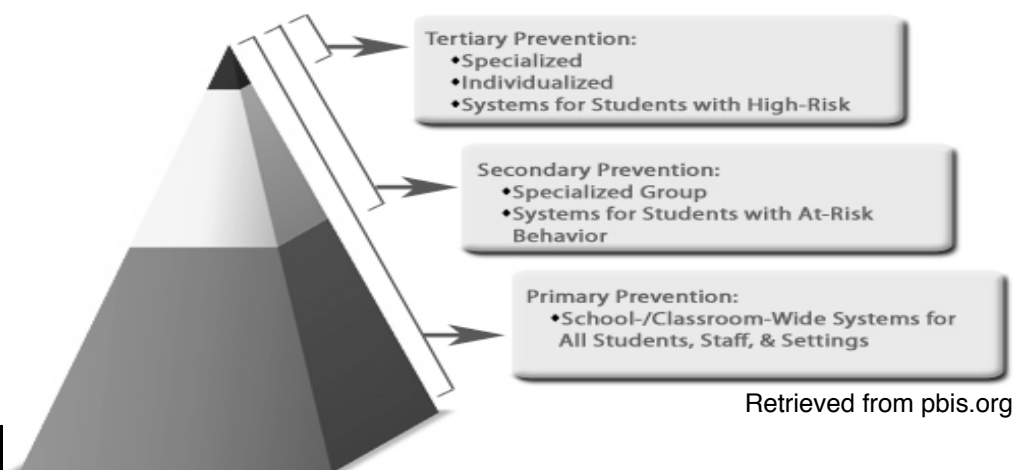 Tertiary Prevention:
◆Specialized
◆Individualized
◆Systems for Students with High-Risk
Secondary Prevention:
◆Specialized Group
◆Systems for Students with At-Risk
Behavior
Primary Prevention:
◆School-/Classroom-Wide Systems for
All Students, Staff, & Settings
Retrieved from pbis.org